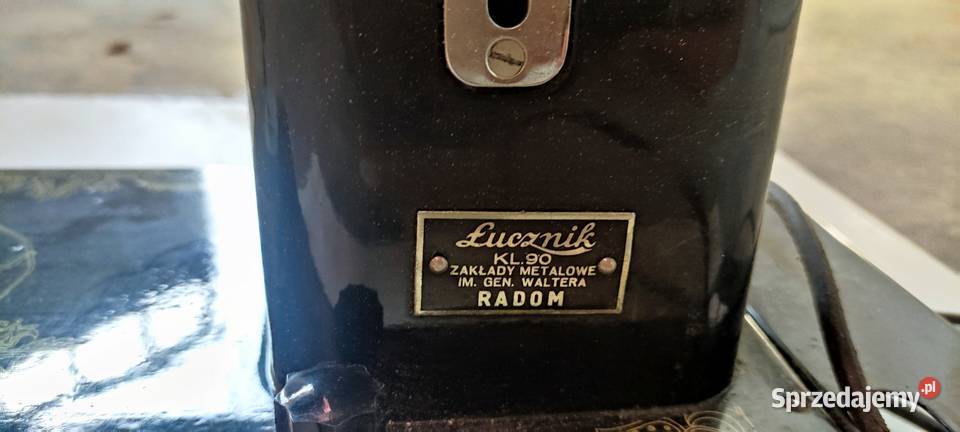 Łucznik
KL.90
ZAKŁADY METALOWE
IM. GEN. WALTERA
RADOM
Sprzedajemy.pl